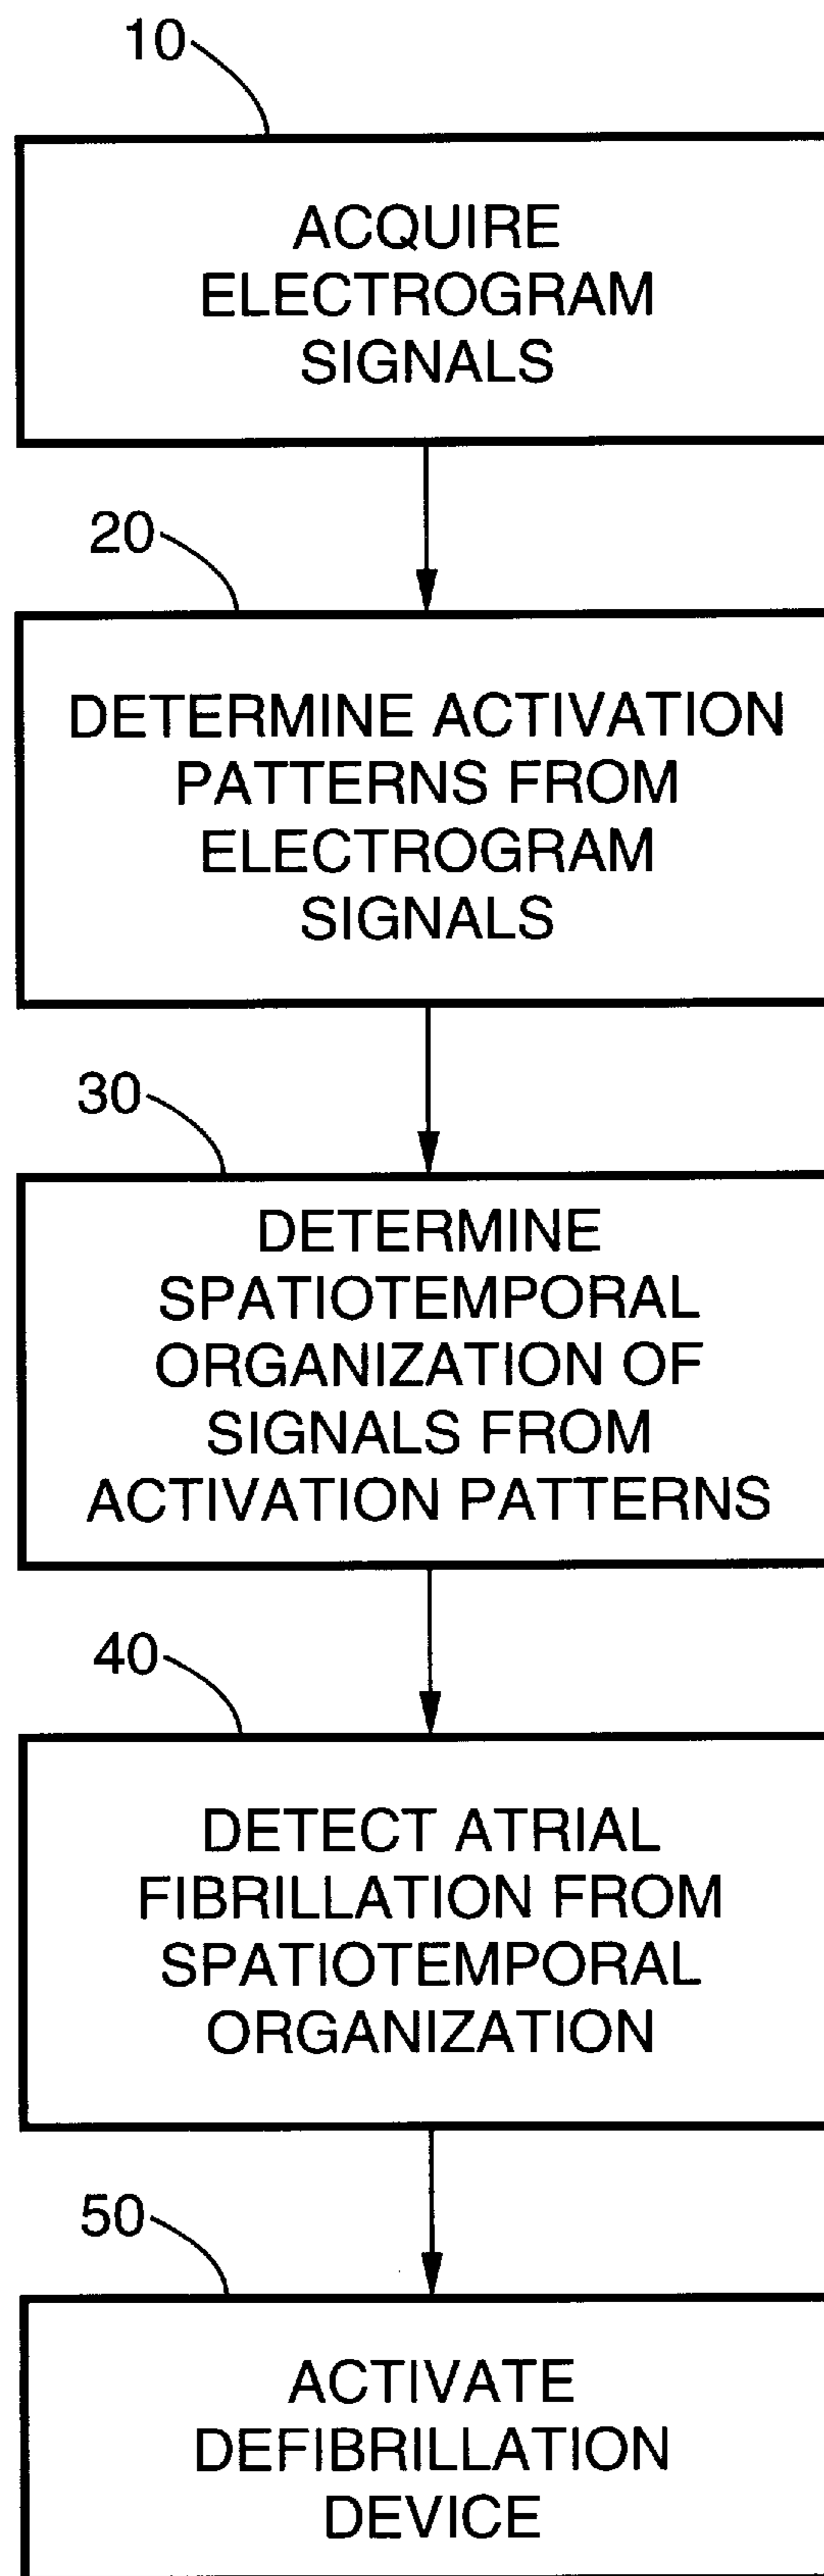 10
ACQUIRE
ELECTROGRAM
SIGNALS
20
DETERMINE ACTIVATION
PATTERNS FROM
ELECTROGRAM
SIGNALS
30
DETERMINE
SPATIOTEMPORAL
ORGANIZATION OF
SIGNALS FROM
ACTIVATION PATTERNS
40
DETECT ATRIAL
FIBRILLATION FROM
SPATIOTEMPORAL
ORGANIZATION
50
ACTIVATE
DEFIBRILLATION
DEVICE